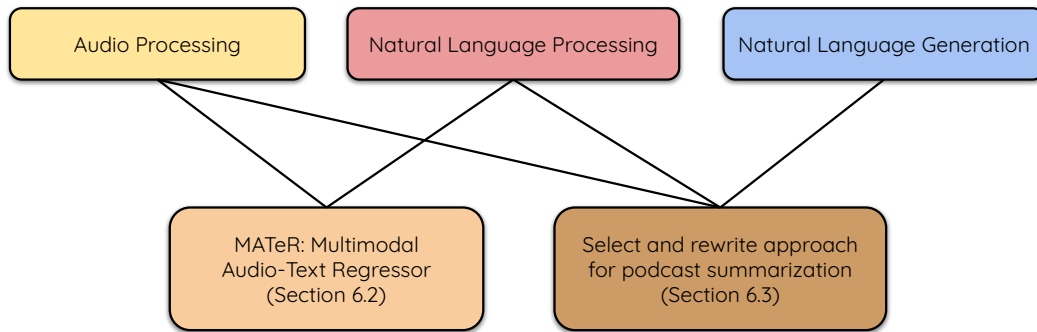 Audio Processing
Natural Language Processing
Natural Language Generation
MATeR: Multimodal
Audio-Text Regressor
(Section 6.2)
Select and rewrite approach
for podcast summarization
(Section 6.3)